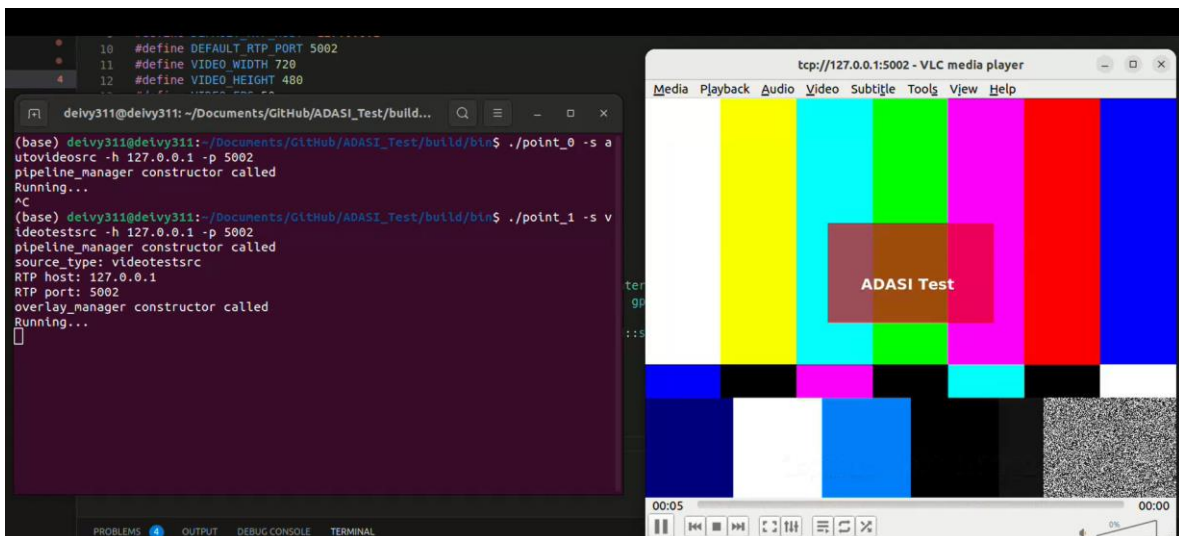 10 #define DEFAULT_RTP_PORT 5002
11 #define VIDEO_WIDTH 720
4 12 #define VIDEO_HEIGHT 480
deivy311@deivy311: ~/Documents/GitHub/ADASI_Test/build...
(base) deivy311@deivy311:~/Documents/GitHub/ADASI_Test/build/bin$ ./point_0 -s a
utovideosrc -h 127.0.0.1 -p 5002
pipeline_manager constructor called
Running...
^C
(base) deivy311@deivy311:~/Documents/GitHub/ADASI_Test/build/bin$ ./point_1 -s v
ideotestsrc -h 127.0.0.1 -p 5002
pipeline_manager constructor called
source_type: videotestsrc
RTP host: 127.0.0.1
RTP port: 5002
overlay_manager constructor called
Running...
ter
gp
::s
PROBLEMS 4 OUTPUT DEBUG CONSOLE TERMINAL
tcp://127.0.0.1:5002 - VLC media player
Media Playback Audio Video Subtitle Tools View Help
ADASI Test
00:05 00:00
0%